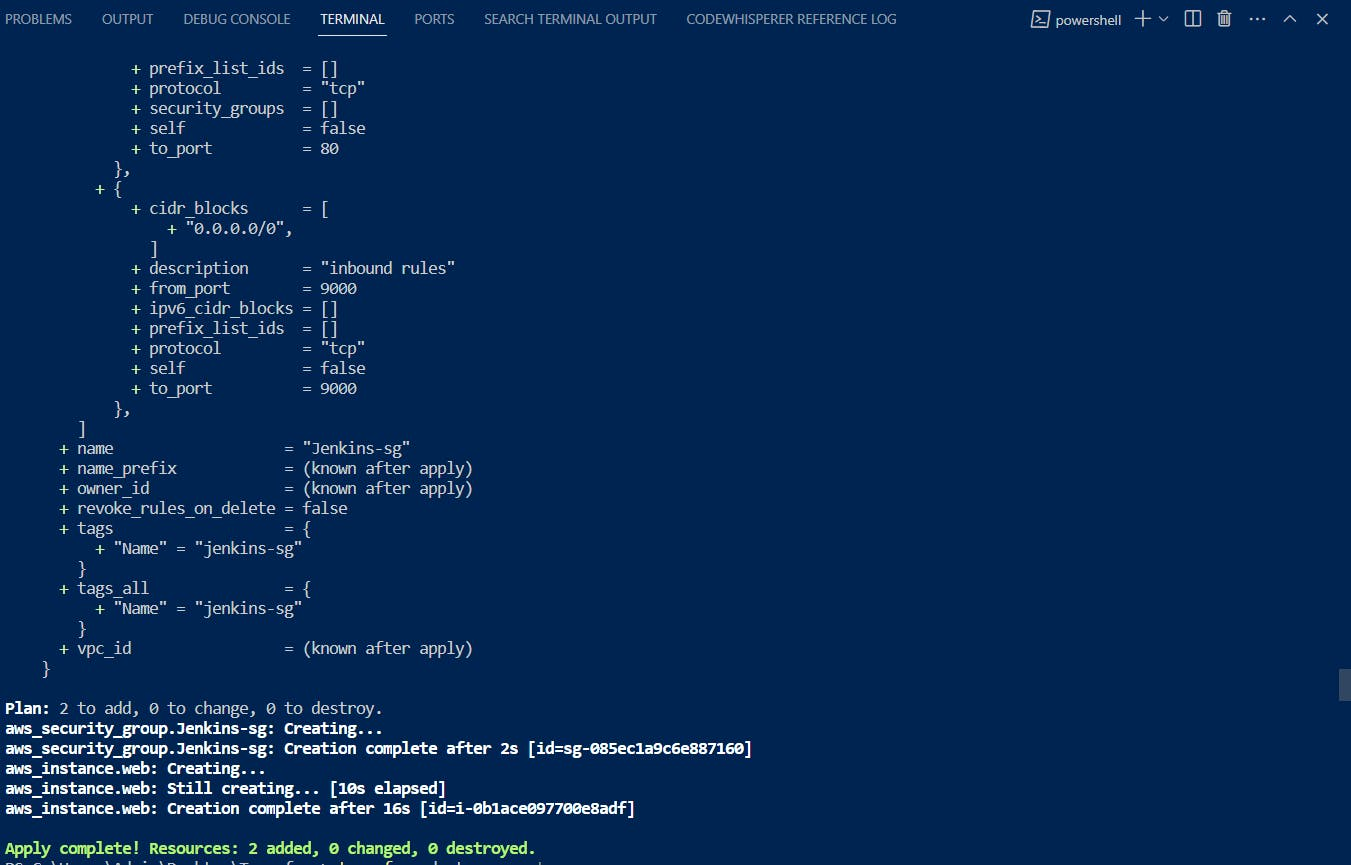 PROBLEMS OUTPUT DEBUG CONSOLE TERMINAL PORTS SEARCH TERMINAL OUTPUT CODEWHISPERER REFERENCE LOG powershell
+ prefix_list_ids = []
+ protocol = "tcp"
+ security_groups = []
+ self = false
+ to_port = 80
},
+ {
+ cidr_blocks = [
+ "0.0.0.0/0",
]
+ description = "inbound rules"
+ from_port = 9000
+ ipv6_cidr_blocks = []
+ prefix_list_ids = []
+ protocol = "tcp"
+ self = false
+ to_port = 9000
},
]
+ name = "Jenkins-sg"
+ name_prefix = (known after apply)
+ owner_id = (known after apply)
+ revoke_rules_on_delete = false
+ tags = {
+ "Name" = "jenkins-sg"
}
+ tags_all = {
+ "Name" = "jenkins-sg"
}
+ vpc_id = (known after apply)
}
Plan: 2 to add, 0 to change, 0 to destroy.
aws_security_group.Jenkins-sg: Creating...
aws_security_group.Jenkins-sg: Creation complete after 2s [id=sg-085ec1a9c6e887160]
aws_instance.web: Creating...
aws_instance.web: Still creating... [10s elapsed]
aws_instance.web: Creation complete after 16s [id=i-0b1ace097700e8adf]
Apply complete! Resources: 2 added, 0 changed, 0 destroyed.